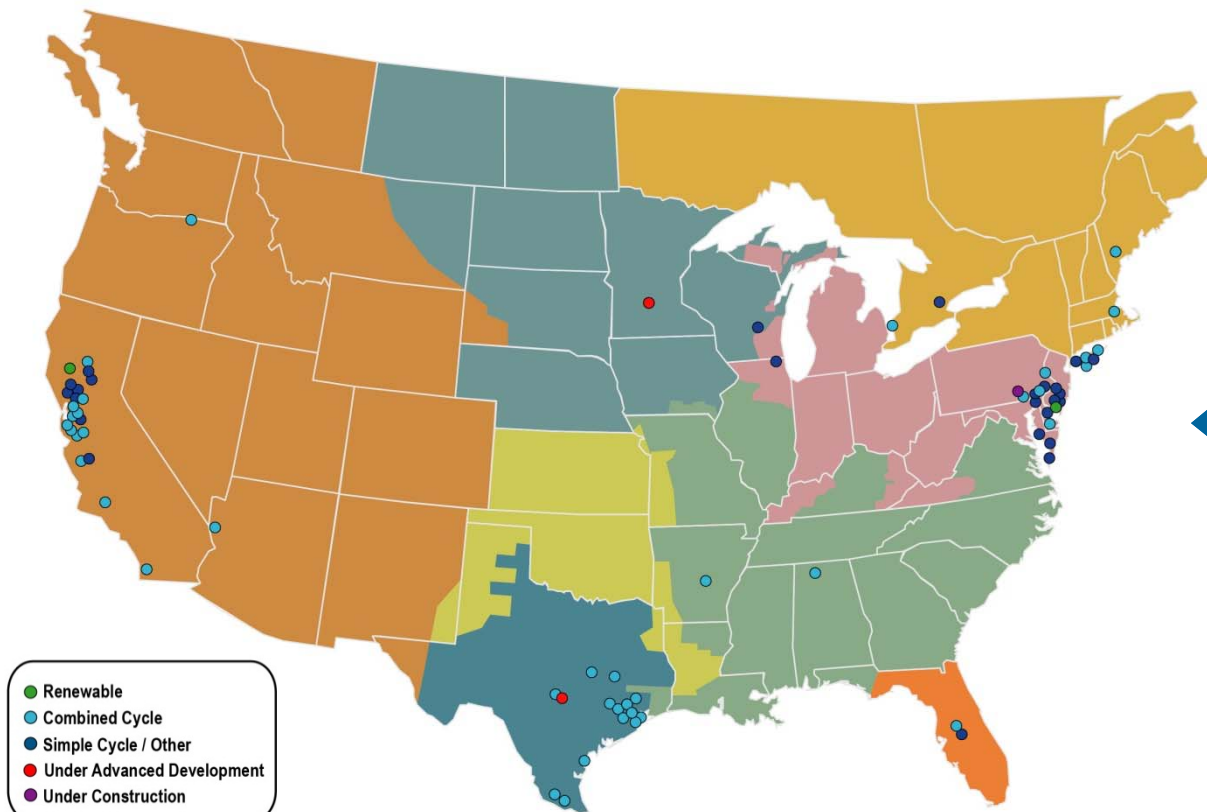 Renewable
Combined Cycle
Simple Cycle / Other
Under Advanced Development
Under Construction